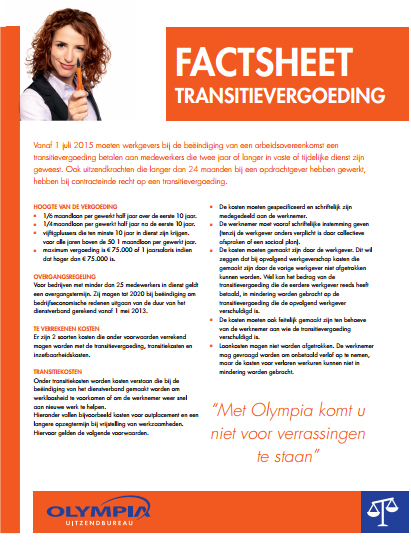 FACTSHEET
TRANSITIEVERGOEDING
Vanaf 1 juli 2015 moeten werkgevers bij de beëindiging van een arbeidsovereenkomst een
transitievergoeding betalen aan medewerkers die twee jaar of langer in vaste of tijdelijke dienst zijn
geweest. Ook uitzendkrachten die langer dan 24 maanden bij een opdrachtgever hebben gewerkt,
hebben bij contracteinde recht op een transitievergoeding.
HOOGTE VAN DE VERGOEDING
1/6 maandloon per gewerkt half jaar over de eerste 10 jaar.
1/4 maandloon per gewerkt half jaar na de eerste 10 jaar.
vijftigplussers die ten minste 10 jaar in dienst zijn krijgen.
voor alle jaren boven de 50 1 maandloon per gewerkt jaar.
maximum vergoeding is € 75.000 of 1 jaarsalaris indien
dat hoger dan € 75.000 is.
OVERGANGSREGELING
Voor bedrijven met minder dan 25 medewerkers in dienst geldt
een overgangstermijn. Zij mogen tot 2020 bij beëindiging om
bedrijfseconomische redenen uitgaan van de duur van het
dienstverband gerekend vanaf 1 mei 2013.
TE VERREKENEN KOSTEN
Er zijn 2 soorten kosten die onder voorwaarden verrekend
mogen worden met de transitievergoeding, transitiekosten en
inzetbaarheidskosten.
TRANSITIEKOSTEN
Onder transitiekosten worden kosten verstaan die bij de
beëindiging van het dienstverband gemaakt worden om
werkloosheid te voorkomen of om de werknemer weer snel
aan nieuwe werk te helpen.
Hieronder vallen bijvoorbeeld kosten voor outplacement en een
langere opzegtermijn bij vrijstelling van werkzaamheden.
Hiervoor gelden de volgende voorwaarden.
De kosten moeten gespecificeerd en schriftelijk zijn
medegedeeld aan de werknemer.
De werknemer moet vooraf schriftelijke instemming geven
(tenzij de werkgever anders verplicht is door collectieve
afspraken of een sociaal plan).
De kosten moeten gemaakt zijn door de werkgever. Dit wil
zeggen dat bij opvolgend werkgeverschap kosten die
gemaakt zijn door de vorige werkgever niet afgetrokken
kunnen worden. Wel kan het bedrag van de
transitievergoeding die de eerdere werkgever reeds heeft
betaald, in mindering worden gebracht op de
transitievergoeding die de opvolgend werkgever
verschuldigd is.
De kosten moeten ook feitelijk gemaakt zijn ten behoeve
van de werknemer aan wie de transitievergoeding
verschuldigd is.
Loonkosten mogen niet worden afgetrokken. De werknemer
mag gevraagd worden om onbetaald verlof op te nemen,
maar de kosten voor verloren werkuren kunnen niet in
mindering worden gebracht.
“Met Olympia komt u
niet voor verrassingen
te staan”
OLYMPIA
UITZENDBUREAU